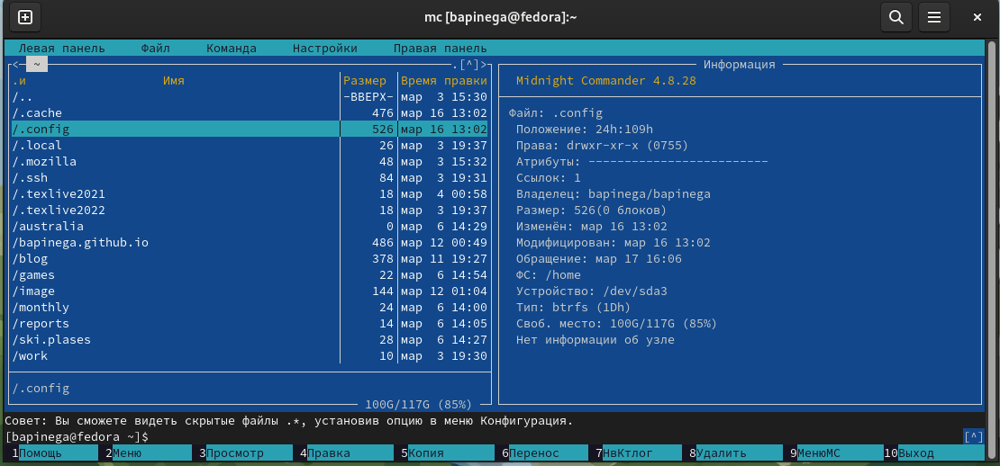 mc [bapinega@fedora]:~
Левая панель Файл Команда Настройки Правая панель
<- ~ .[^]>
.и Имя Размер Время правки
/.. -ВВЕРХ- мар 3 15:30
/.cache 476 мар 16 13:02
/.config 526 мар 16 13:02
/.local 26 мар 3 19:37
/.mozilla 48 мар 3 15:32
/.ssh 84 мар 3 19:31
/.texlive2021 18 мар 4 00:58
/.texlive2022 18 мар 3 19:37
/australia 0 мар 6 14:29
/bapinega.github.io 486 мар 12 00:49
/blog 378 мар 11 19:27
/games 22 мар 6 14:54
/image 144 мар 12 01:04
/monthly 24 мар 6 14:00
/reports 14 мар 6 14:05
/ski.plases 28 мар 6 14:27
/work 10 мар 3 19:30
/.config
100G/117G (85%)
Информация
Midnight Commander 4.8.28
Файл: .config
Положение: 24h:109h
Права: drwxr-xr-x (0755)
Атрибуты: -------------------------
Ссылок: 1
Владелец: bapinega/bapinega
Размер: 526(0 блоков)
Изменён: мар 16 13:02
Модифицирован: мар 16 13:02
Обращение: мар 17 16:06
ФС: /home
Устройство: /dev/sda3
Тип: btrfs (1Dh)
Своб. место: 100G/117G (85%)
Нет информации об узле
Совет: Вы сможете видеть скрытые файлы .*, установив опцию в меню Конфигурация.
[bapinega@fedora ~]$ [^]
1Помощь 2Меню 3Просмотр 4Правка 5Копия 6Перенос 7НвКтлог 8Удалить 9МенюMC 10Выход